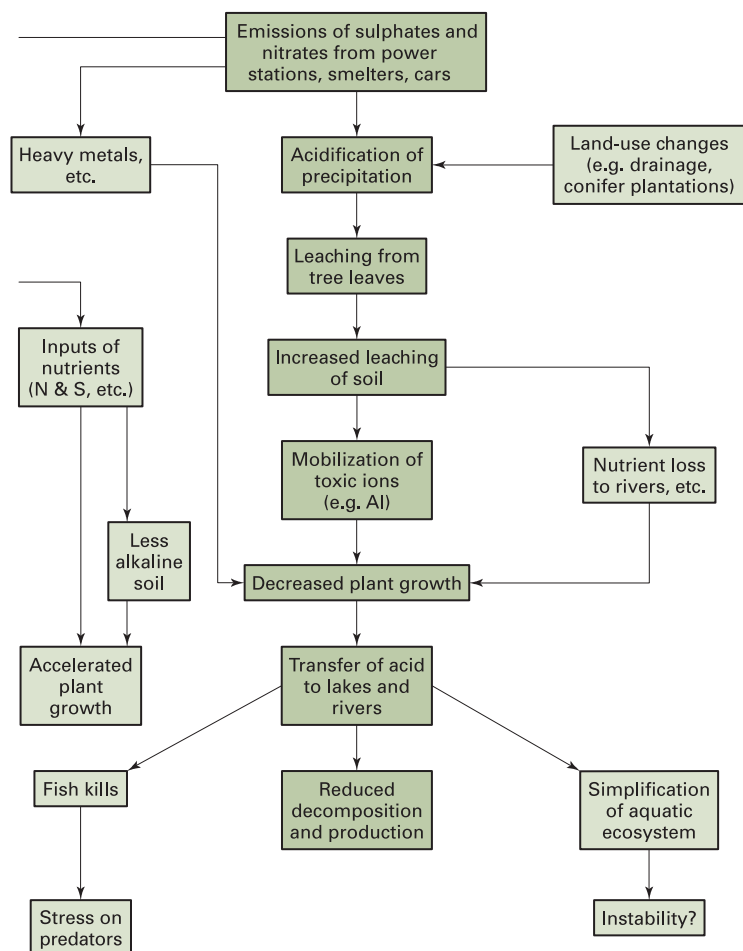 Emissions of sulphates and
nitrates from power
stations, smelters, cars
Heavy metals,
etc.
Acidification of
precipitation
Land-use changes
(e.g. drainage,
conifer plantations)
Leaching from
tree leaves
Inputs of
nutrients
(N & S, etc.)
Increased leaching
of soil
Mobilization of
toxic ions
(e.g. Al)
Nutrient loss
to rivers, etc.
Less
alkaline
soil
Decreased plant growth
Accelerated
plant
growth
Transfer of acid
to lakes and
rivers
Fish kills
Reduced
decomposition
and production
Simplification
of aquatic
ecosystem
Stress on
predators
Instability?